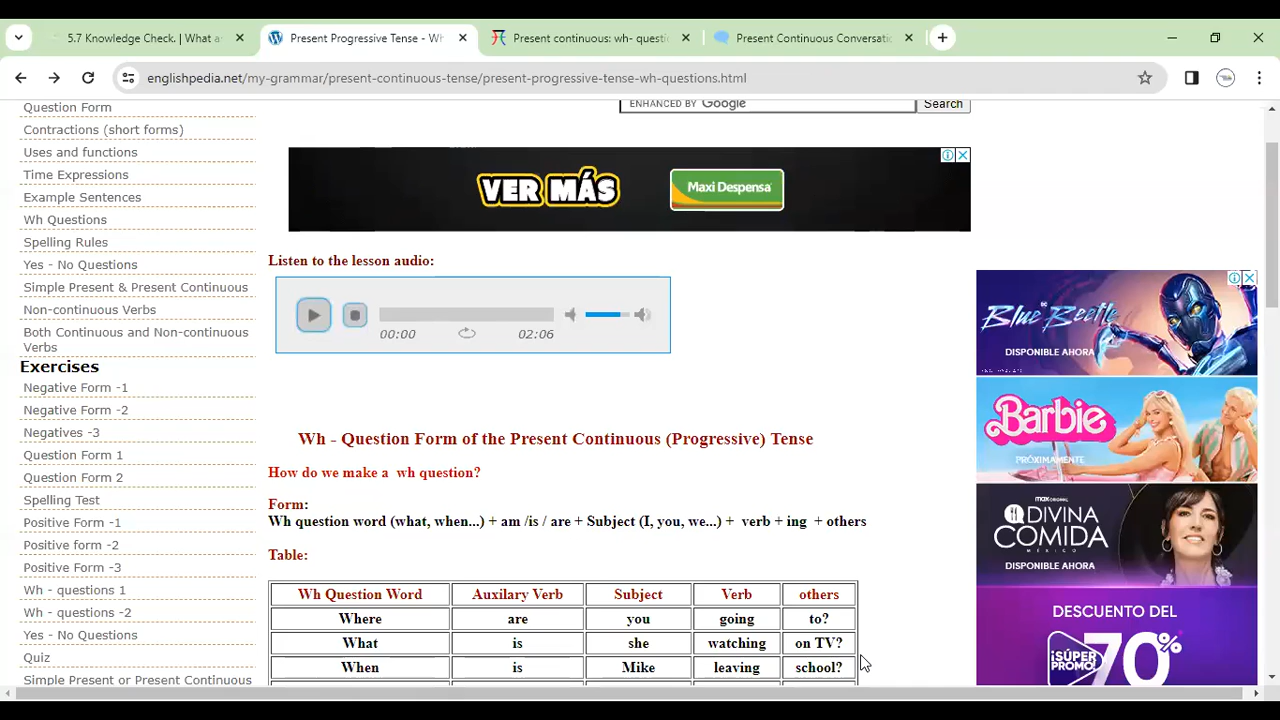 5.7 Knowledge Check. | What a
Present Progressive Tense - Wh
Present continuous: wh- questi
Present Continuous Conversatio
englishpedia.net/my-grammar/present-continuous-tense/present-progressive-tense-wh-questions.html
Question Form
Contractions (short forms)
Uses and functions
Time Expressions
Example Sentences
Wh Questions
Spelling Rules
Yes - No Questions
Simple Present & Present Continuous
Non-continuous Verbs
Both Continuous and Non-continuous
Verbs
Exercises
Negative Form -1
Negative Form -2
Negatives -3
Question Form 1
Question Form 2
Spelling Test
Positive Form -1
Positive form -2
Positive Form -3
Wh - questions 1
Wh - questions -2
Yes - No Questions
Quiz
Simple Present or Present Continuous
ENHANCED BY Google
Search
VER MÁS
Maxi Despensa
Listen to the lesson audio:
00:00
02:06
Wh - Question Form of the Present Continuous (Progressive) Tense
How do we make a wh question?
Form:
Wh question word (what, when...) + am /is / are + Subject (I, you, we...) + verb + ing + others
Table:
Wh Question Word Auxilary Verb Subject Verb others
Where are you going to?
What is she watching on TV?
When is Mike leaving school?
DC
BLUE BEETLE
DISPONIBLE AHORA
Barbie
PRÓXIMAMENTE
max ORIGINAL
DIVINA
COMIDA
MÉXICO
DISPONIBLE AHORA
DESCUENTO DEL
¡SÚPER
PROMO!
70%